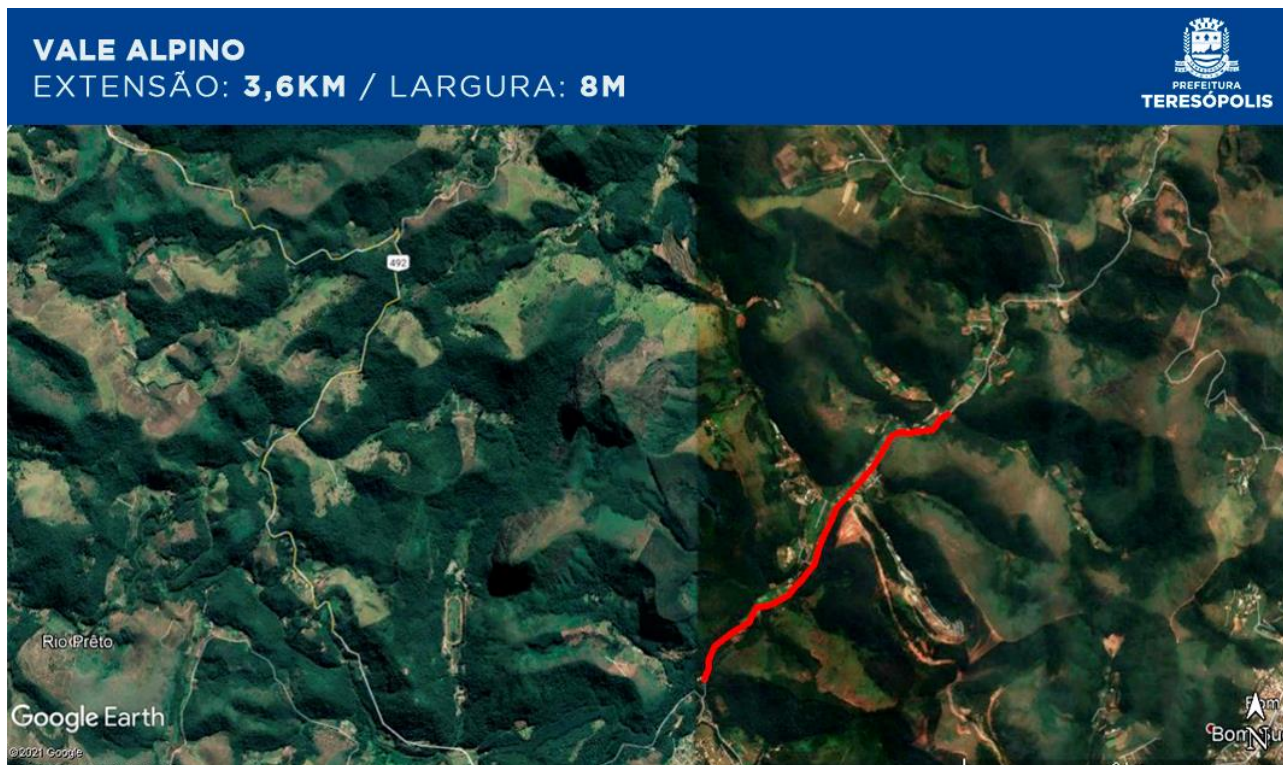 VALE ALPINO
EXTENSÃO: 3,6KM / LARGURA: 8M
PREFEITURA
TERESÓPOLIS
492
Rio Prêto
Google Earth
©2021 Google
N